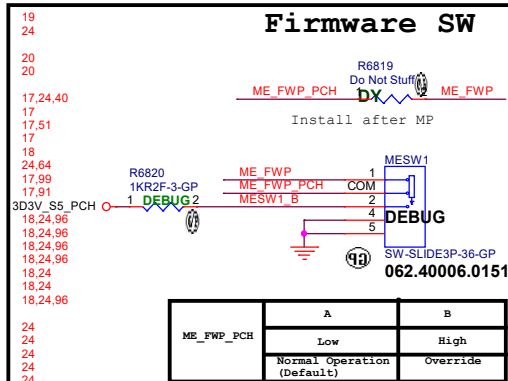 Firmware SW
19
24
20
20
17,24,40
17
17,51
17
18
24,64
17,99
17,91
18,24,96
18,24,96
18,24,96
18,24,96
18,24
18,24
18,24,96
24
24
24
24
24
R6819
Do Not Stuff
ME_FWP_PCH 1 DY 2 ME_FWP
Install after MP
R6820
1KR2F-3-GP
3D3V_S5_PCH 1 DEBUG 2
MESW1
ME_FWP 1
ME_FWP_PCH COM
MESW1_B 2
4
5
DEBUG
SW-SLIDE3P-36-GP
062.40006.0151
ME_FWP_PCH
A B
Low High
Normal Operation (Default) Override